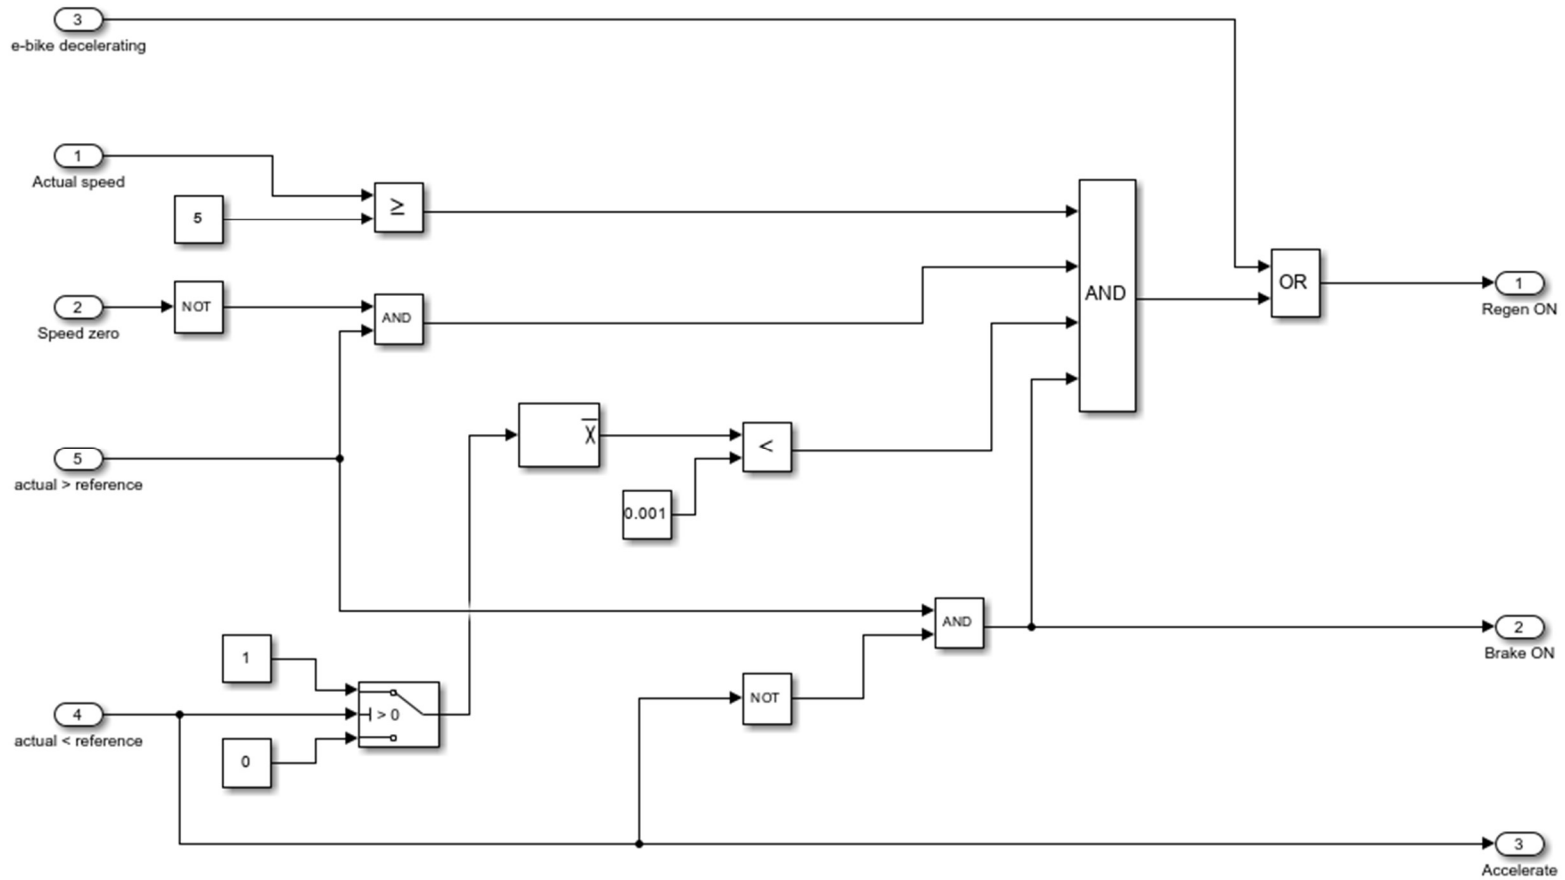 3
e-bike decelerating
1
Actual speed
5
≥
2
Speed zero
NOT
AND
AND
OR
1
Regen ON
5
actual > reference
x̄
<
0.001
AND
2
Brake ON
1
4
actual < reference
> 0
0
NOT
3
Accelerate